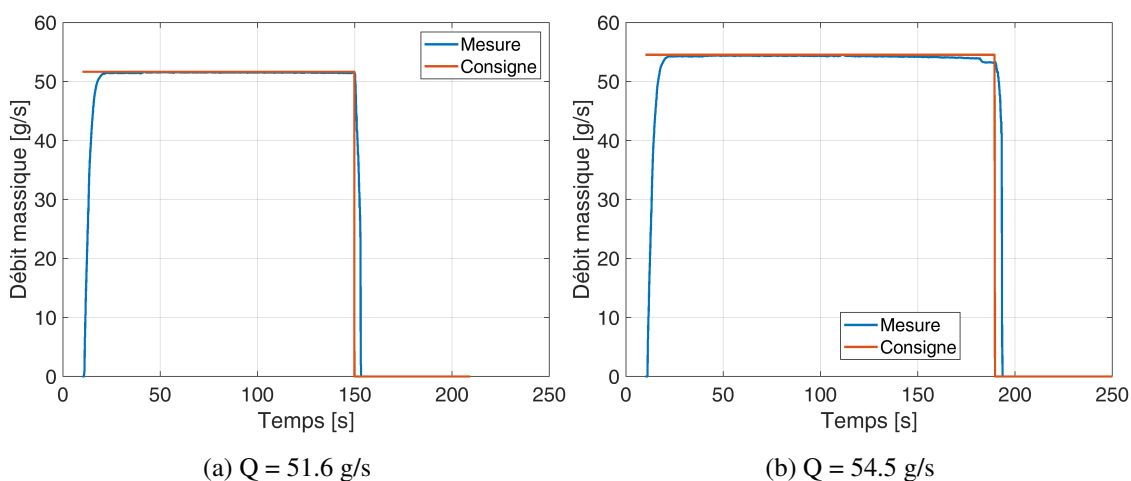 60
50
40
30
20
10
0
Débit massique [g/s]
Mesure
Consigne
0 50 100 150 200 250
Temps [s]
(a) Q = 51.6 g/s
60
50
40
30
20
10
0
Débit massique [g/s]
Mesure
Consigne
0 50 100 150 200 250
Temps [s]
(b) Q = 54.5 g/s